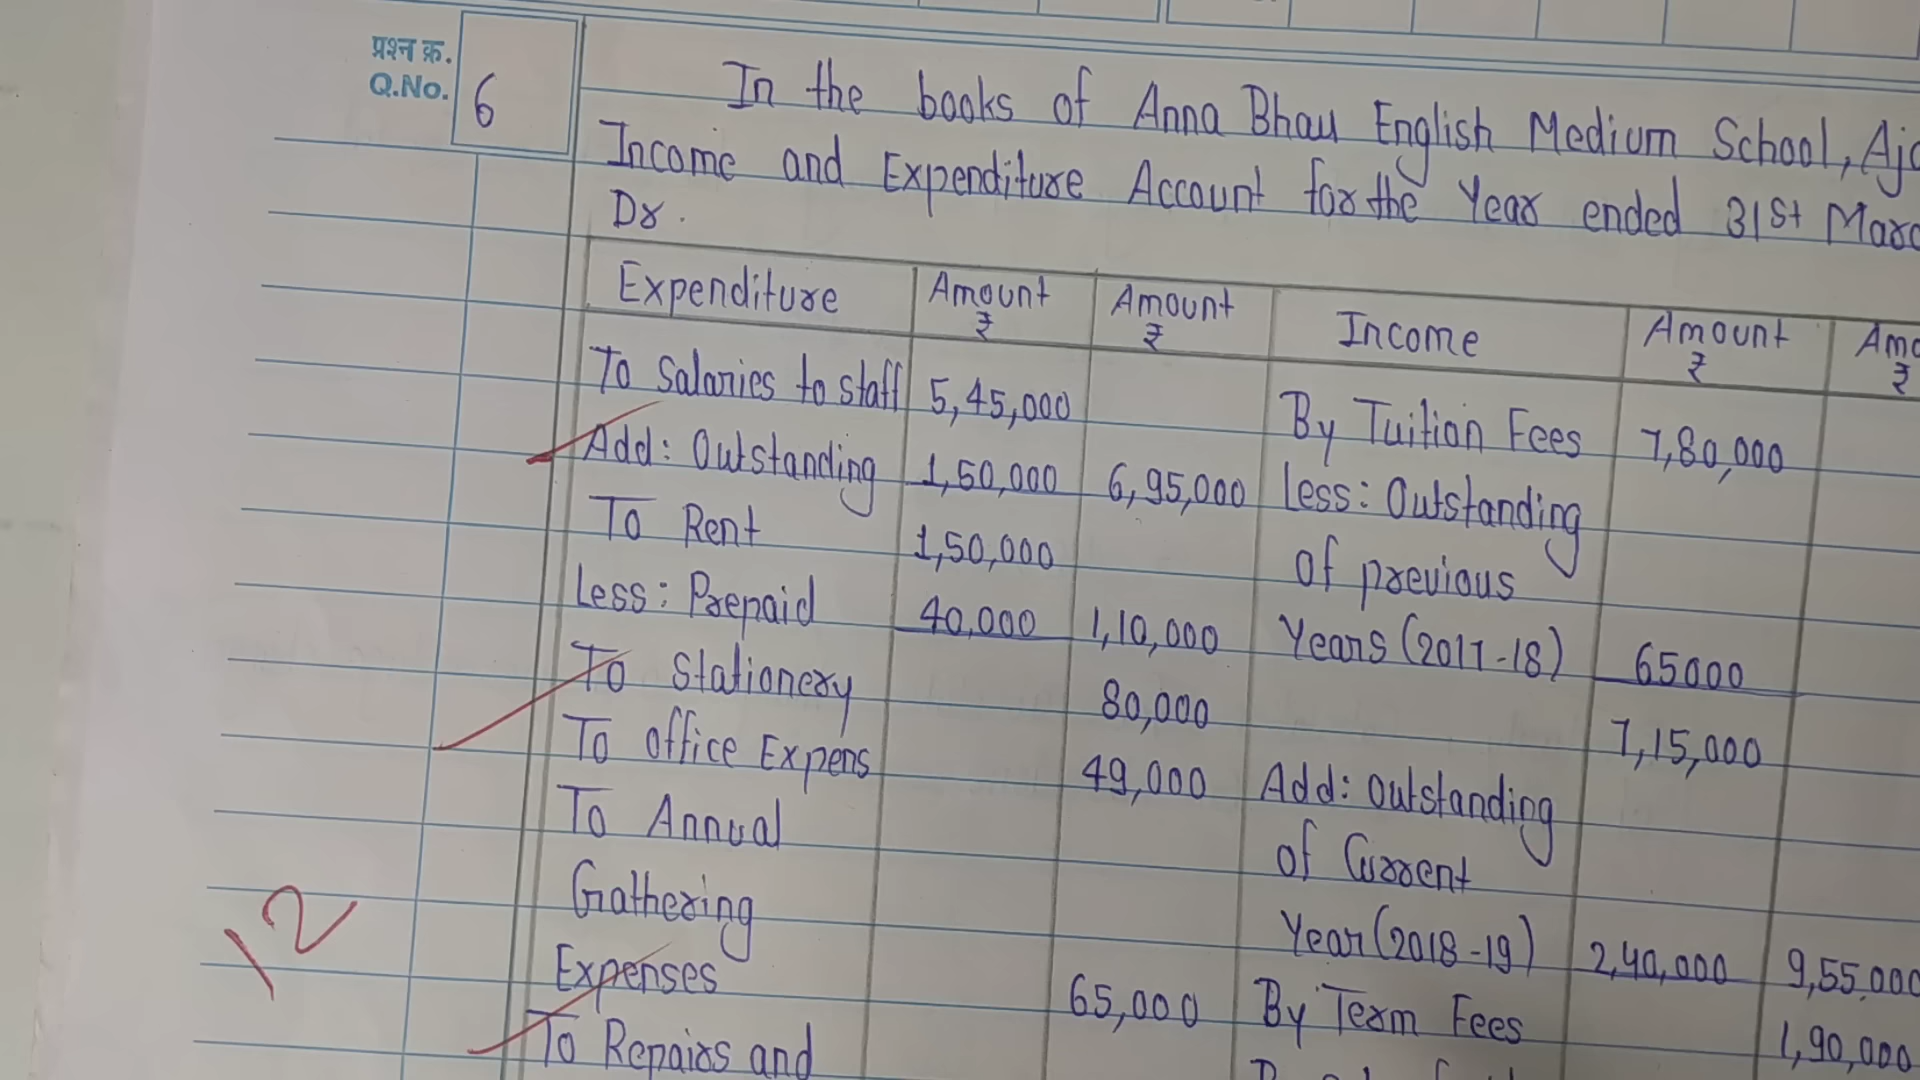 प्रश्न क्र.
Q.No. 6
In the books of Anna Bhau English Medium School,
Income and Expenditure Account for the Year ended 31st
Dr.
Expenditure Amount ₹ Amount ₹ Income Amount ₹ ₹
To Salaries to staff 5,45,000
By Tuition Fees 7,80,000
Add: Outstanding 1,50,000 6,95,000 Less: Outstanding
To Rent 1,50,000
of previous
Less: Prepaid 40,000 1,10,000 Years (2017-18) 65000
To Stationery 80,000
7,15,000
To office Expens 49,000 Add: Outstanding
To Annual
of Current
Gathering
Year (2018-19) 2,40,000 9,55,000
Expenses 65,000 By Term Fees 1,90,000
12
To Repairs and